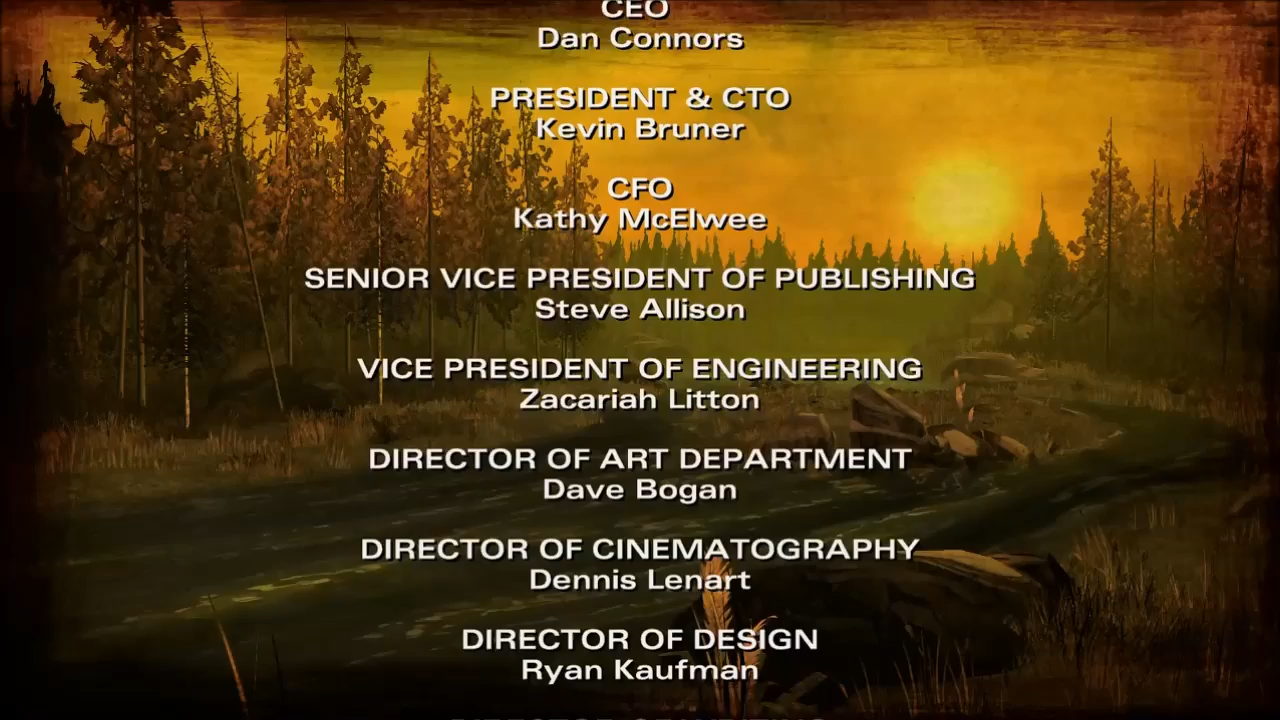 CEO
Dan Connors
PRESIDENT & CTO
Kevin Bruner
CFO
Kathy McElwee
SENIOR VICE PRESIDENT OF PUBLISHING
Steve Allison
VICE PRESIDENT OF ENGINEERING
Zacariah Litton
DIRECTOR OF ART DEPARTMENT
Dave Bogan
DIRECTOR OF CINEMATOGRAPHY
Dennis Lenart
DIRECTOR OF DESIGN
Ryan Kaufman